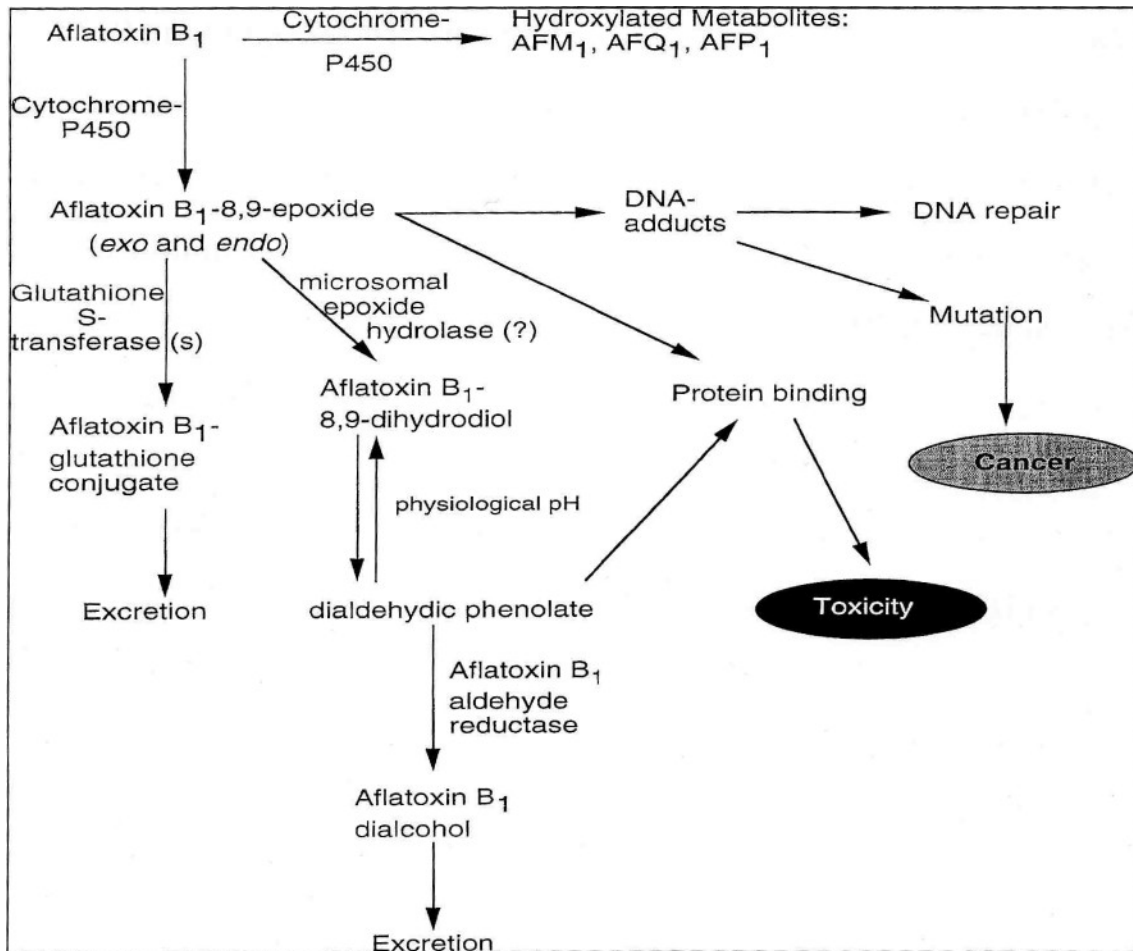 Aflatoxin B1
Cytochrome-
P450
Hydroxylated Metabolites:
AFM1, AFQ1, AFP1
Cytochrome-
P450
Aflatoxin B1-8,9-epoxide
(exo and endo)
DNA-
adducts
DNA repair
Glutathione
S-
transferase (s)
microsomal
epoxide
hydrolase (?)
Mutation
Aflatoxin B1-
8,9-dihydrodiol
Protein binding
Aflatoxin B1-
glutathione
conjugate
Cancer
physiological pH
Excretion
dialdehydic phenolate
Toxicity
Aflatoxin B1
aldehyde
reductase
Aflatoxin B1
dialcohol
Excretion